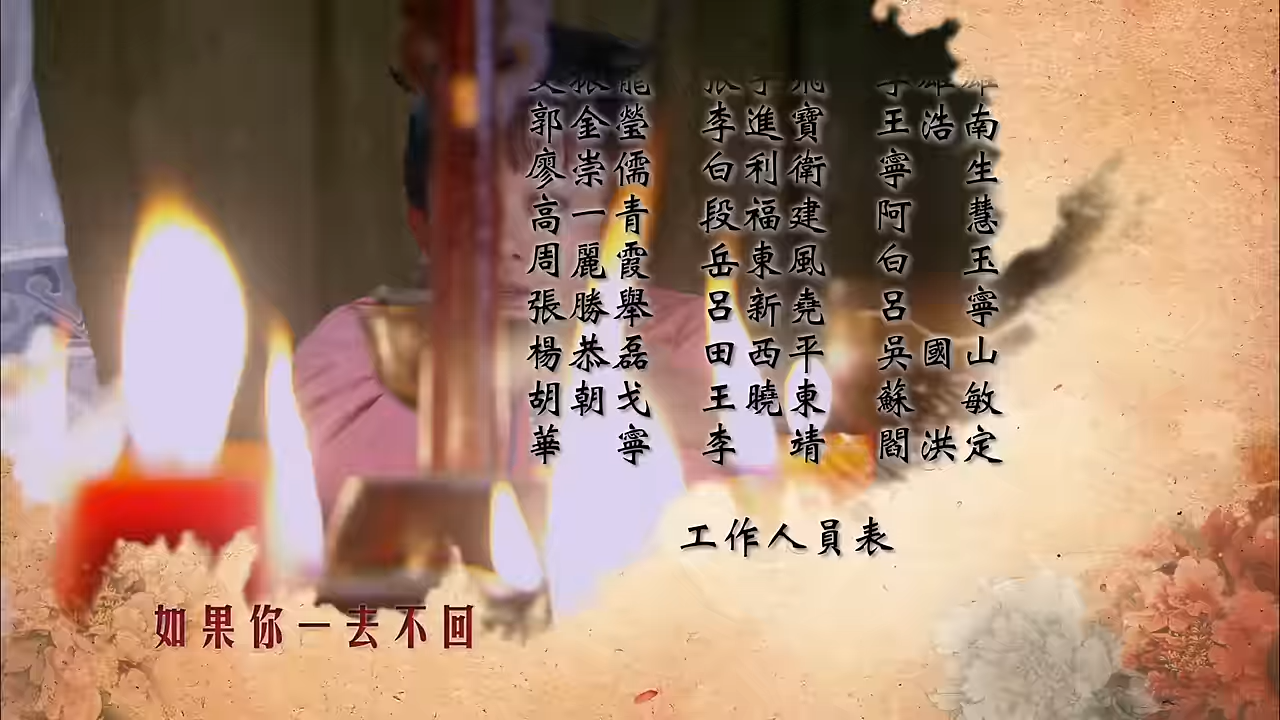 郭金瑩 李進寶 王浩南
廖崇儒 白利衛 寧 生
高一青 段福建 阿 慧
周麗霞 岳東風 白 玉
張勝舉 呂新堯 呂 寧
楊恭磊 田西平 吳國山
胡朝戈 王曉東 蘇 敏
華 寧 李 靖 閻洪定
工作人員表
如果你一去不回